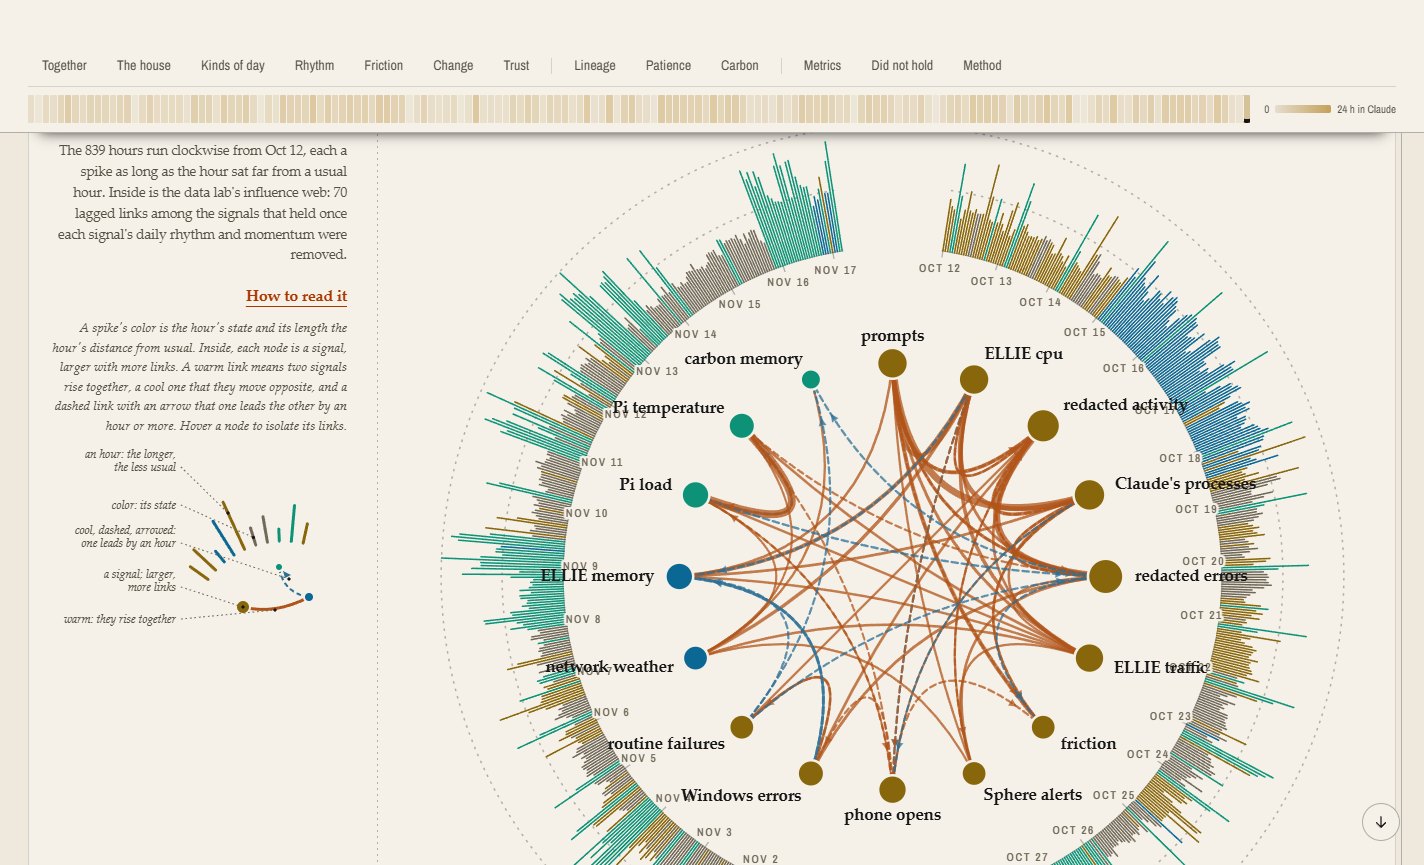 Together The house Kinds of day Rhythm Friction Change Trust Lineage Patience Carbon Metrics Did not hold Method
0 24 h in Claude
The 839 hours run clockwise from Oct 12, each a
spike as long as the hour sat far from a usual
hour. Inside is the data lab's influence web: 70
lagged links among the signals that held once
each signal's daily rhythm and momentum were
removed.
How to read it
A spike's color is the hour's state and its length the
hour's distance from usual. Inside, each node is a signal,
larger with more links. A warm link means two signals
rise together, a cool one that they move opposite, and a
dashed link with an arrow that one leads the other by an
hour or more. Hover a node to isolate its links.
an hour: the longer,
the less usual
color: its state
cool, dashed, arrowed:
one leads by an hour
a signal; larger,
more links
warm: they rise together
OCT 12
OCT 13
OCT 14
OCT 15
OCT 16
OCT 17
OCT 18
OCT 19
OCT 20
OCT 21
OCT 23
OCT 24
OCT 25
OCT 26
OCT 27
NOV 2
NOV 3
NOV 5
NOV 6
NOV 7
NOV 8
NOV 9
NOV 10
NOV 11
NOV 12
NOV 13
NOV 14
NOV 15
NOV 16
NOV 17
prompts
ELLIE cpu
redacted activity
Claude's processes
redacted errors
ELLIE traffic
friction
Sphere alerts
phone opens
Windows errors
routine failures
network weather
ELLIE memory
Pi load
Pi temperature
carbon memory